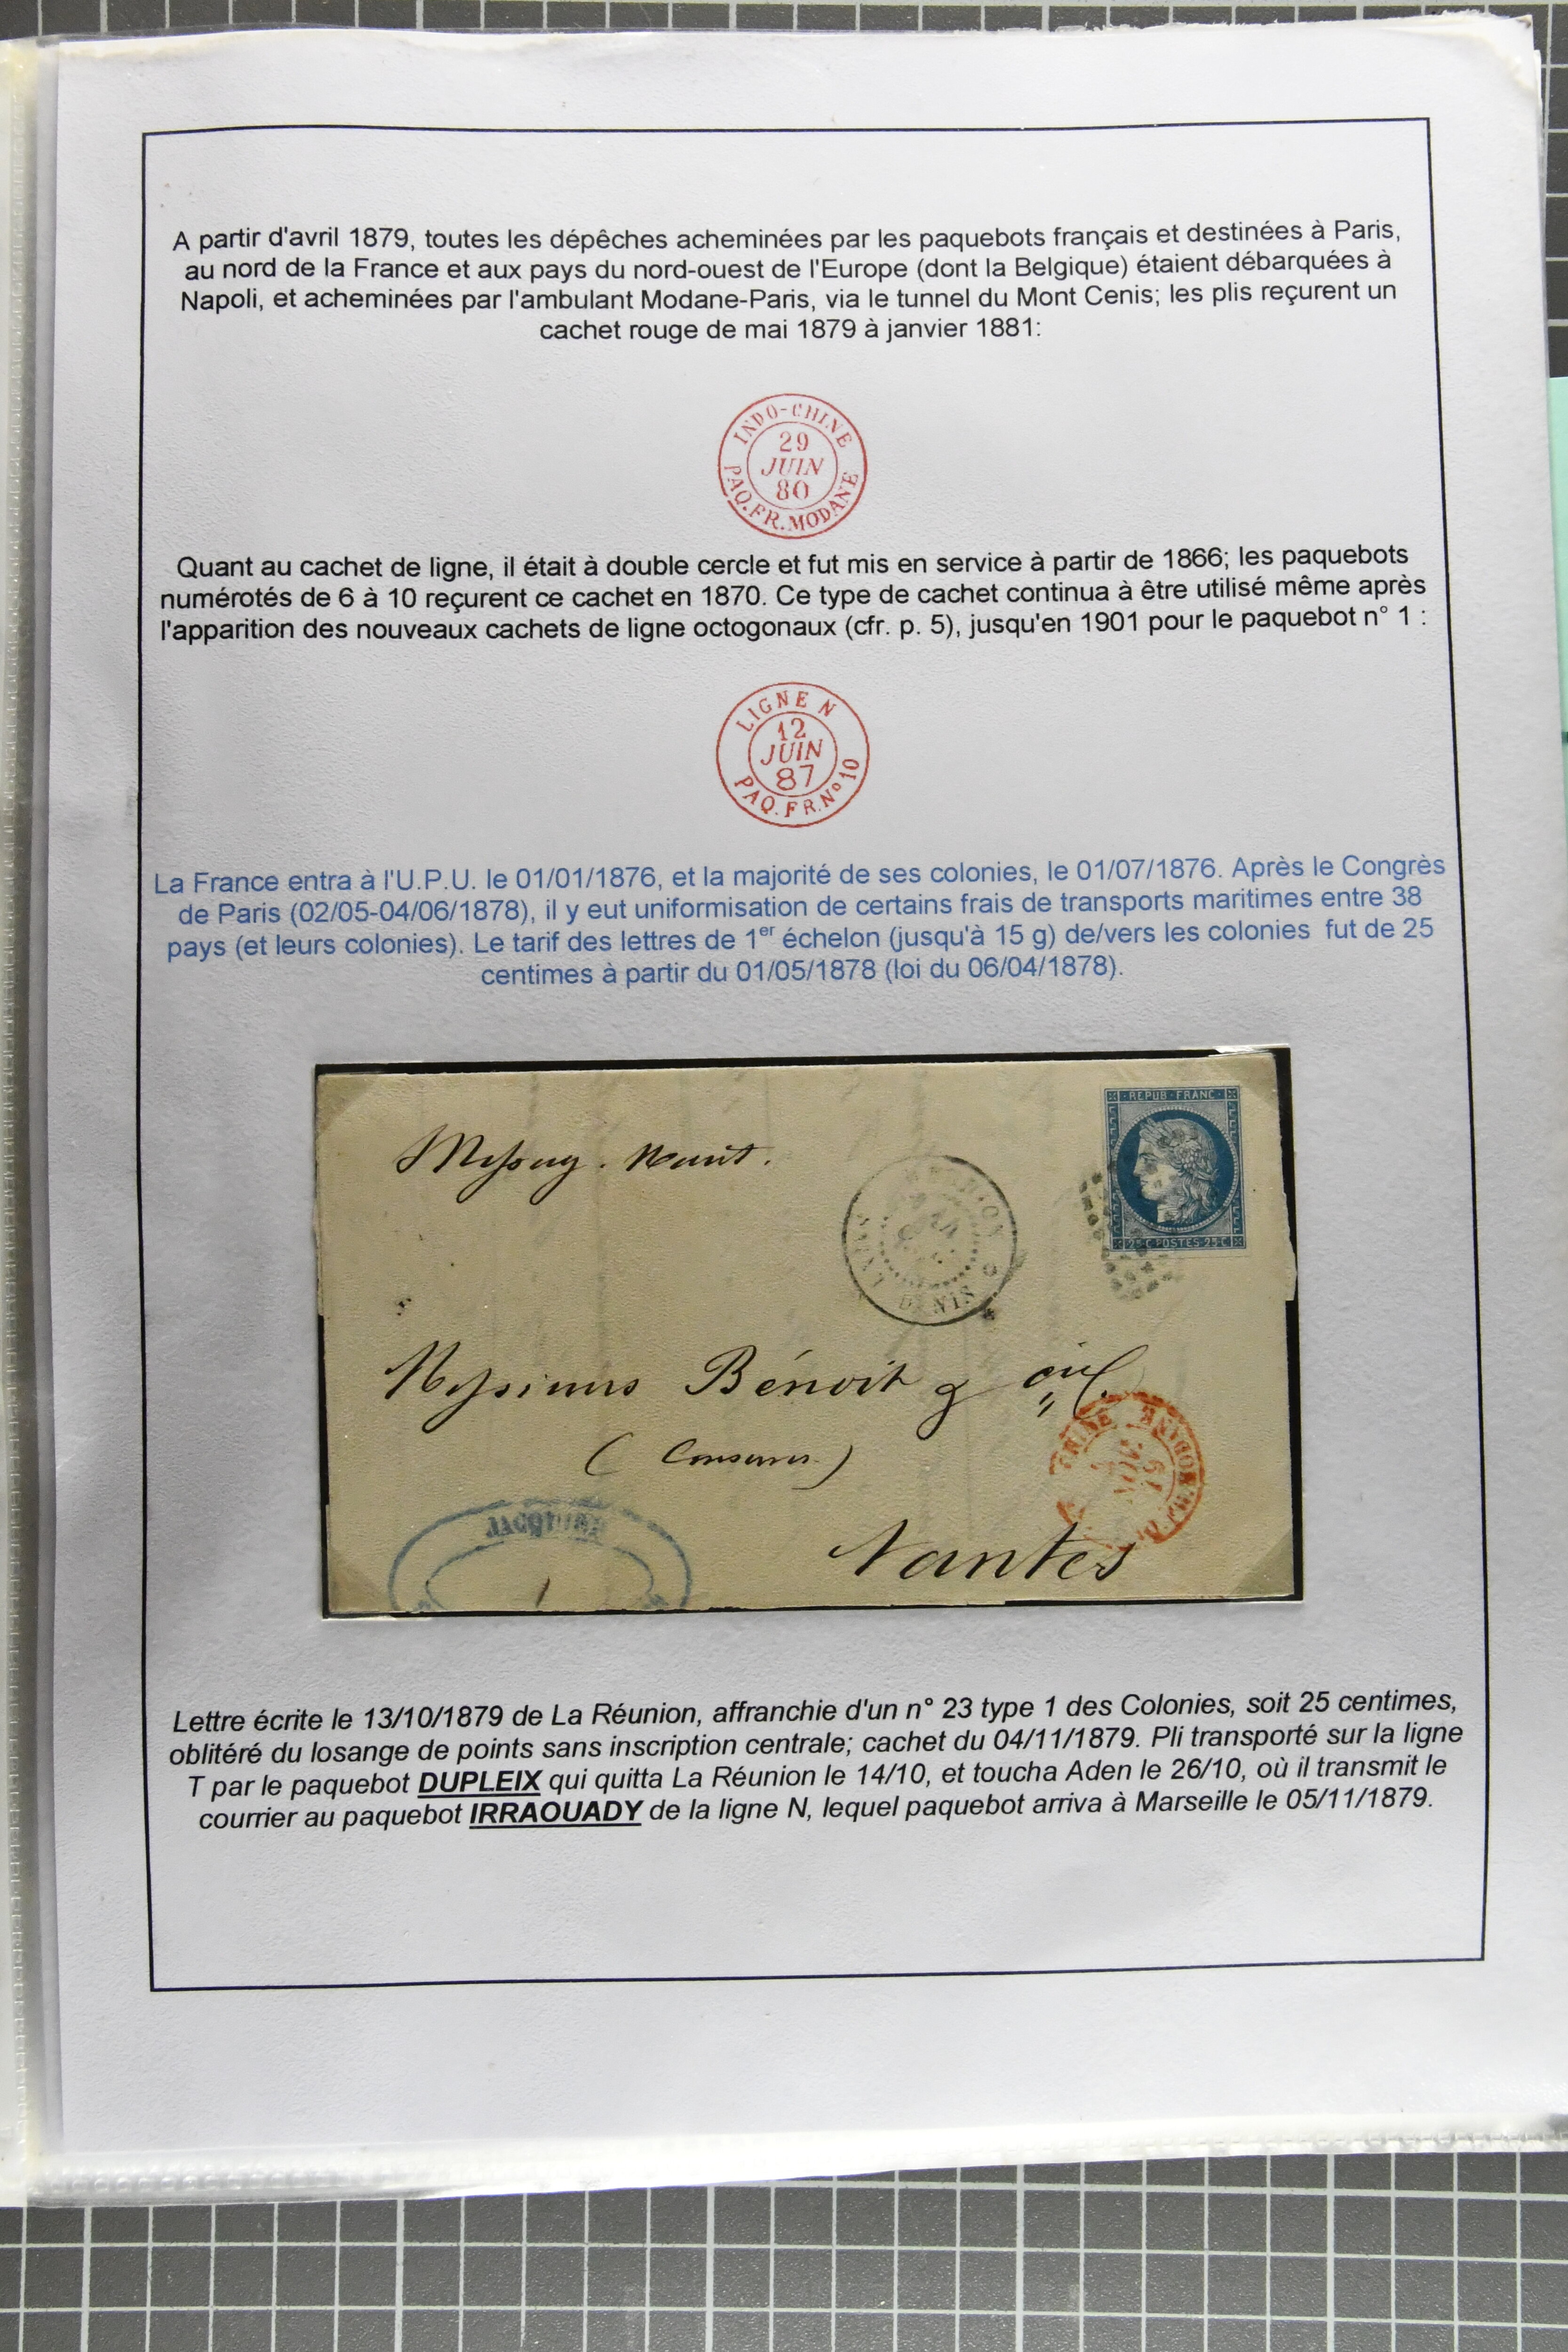 A partir d'avril 1879, toutes les dépêches acheminées par les paquebots français et destinées à Paris,
au nord de la France et aux pays du nord-ouest de l'Europe (dont la Belgique) étaient débarquées à
Napoli, et acheminées par l'ambulant Modane-Paris, via le tunnel du Mont Cenis; les plis reçurent un
cachet rouge de mai 1879 à janvier 1881:
INDO-CHINE
29
JUIN
80
PAQ.FR.MODANE
Quant au cachet de ligne, il était à double cercle et fut mis en service à partir de 1866; les paquebots
numérotés de 6 à 10 reçurent ce cachet en 1870. Ce type de cachet continua à être utilisé même après
l'apparition des nouveaux cachets de ligne octogonaux (cfr. p. 5), jusqu'en 1901 pour le paquebot n° 1 :
LIGNE N
12
JUIN
87
PAQ.FR.Nº10
La France entra à l'U.P.U. le 01/01/1876, et la majorité de ses colonies, le 01/07/1876. Après le Congrès
de Paris (02/05-04/06/1878), il y eut uniformisation de certains frais de transports maritimes entre 38
pays (et leurs colonies). Le tarif des lettres de 1er échelon (jusqu'à 15 g) de/vers les colonies fut de 25
centimes à partir du 01/05/1878 (loi du 06/04/1878).
REPUB·FRANC·
25 C POSTES 25 C
DENIS
Messieurs Bénoit & Cie
Nantes
JACQUIER
Lettre écrite le 13/10/1879 de La Réunion, affranchie d'un n° 23 type 1 des Colonies, soit 25 centimes,
oblitéré du losange de points sans inscription centrale; cachet du 04/11/1879. Pli transporté sur la ligne
T par le paquebot DUPLEIX qui quitta La Réunion le 14/10, et toucha Aden le 26/10, où il transmit le
courrier au paquebot IRRAOUADY de la ligne N, lequel paquebot arriva à Marseille le 05/11/1879.